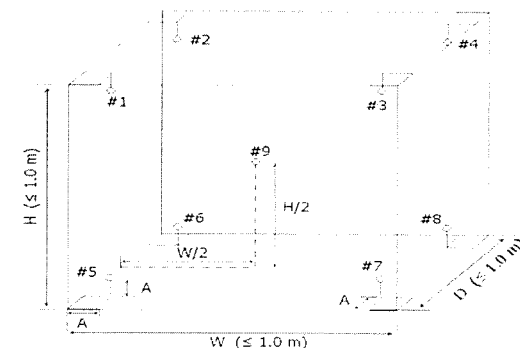 #2
#4
#1
#3
#9
H (≤ 1.0 m)
H/2
#6
#8
W/2
#5
#7
A
A
A
D (≤ 1.0 m)
W (≤ 1.0 m)